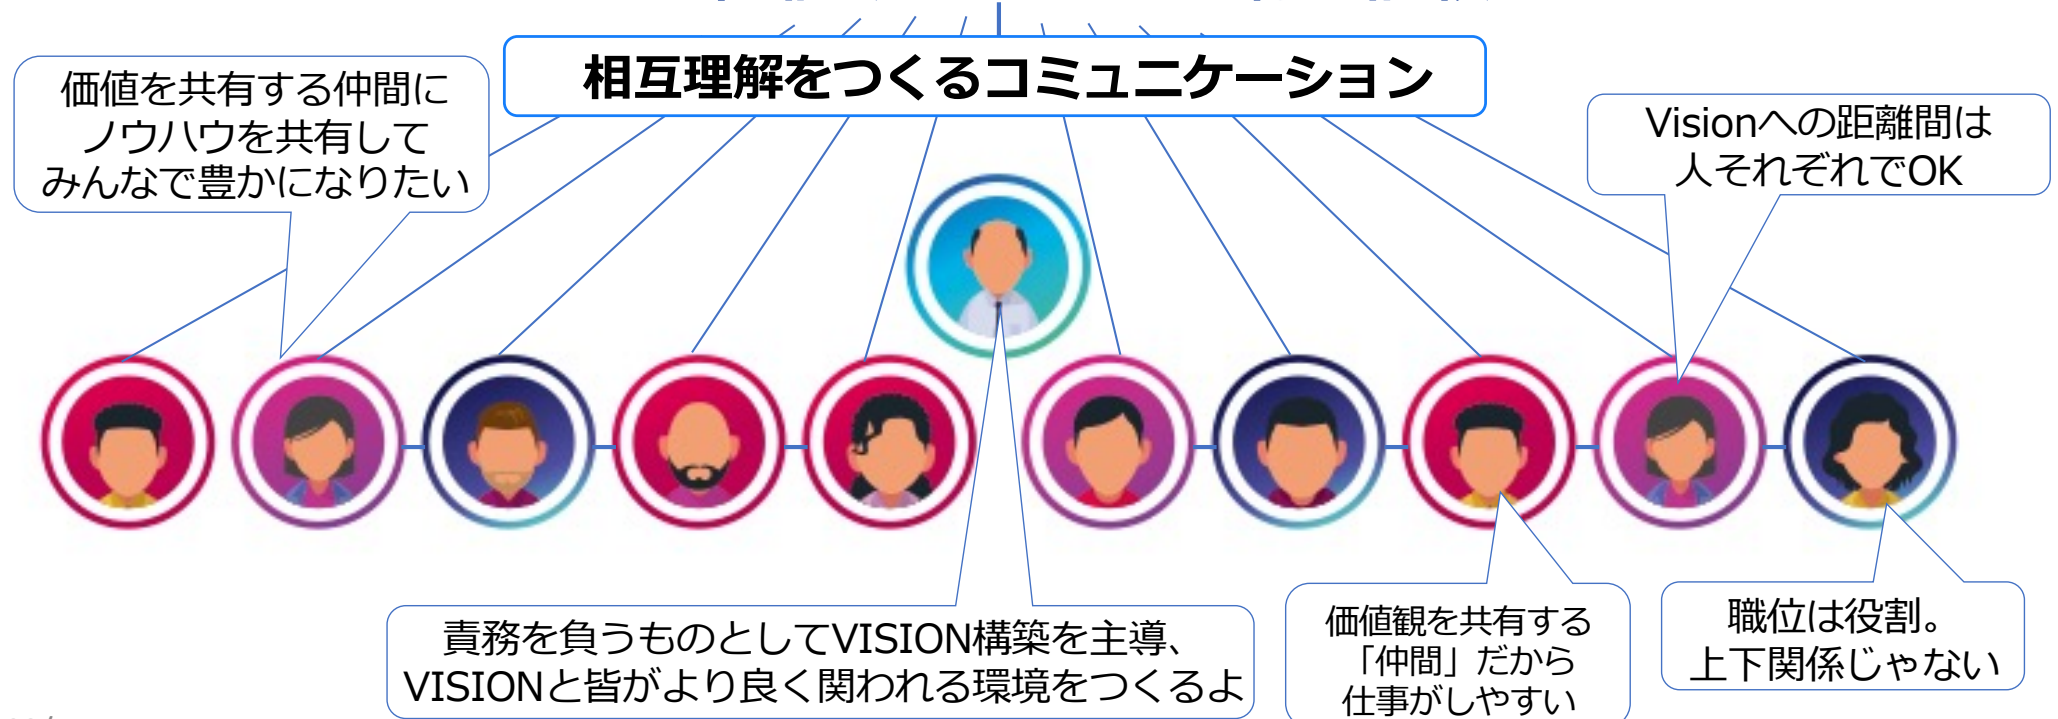 相互理解をつくるコミュニケーション
価値を共有する仲間に
ノウハウを共有して
みんなで豊かになりたい
Visionへの距離間は
人それぞれでOK
責務を負うものとしてVISION構築を主導、
VISIONと皆がより良く関われる環境をつくるよ
価値観を共有する
「仲間」だから
仕事がしやすい
職位は役割。
上下関係じゃない